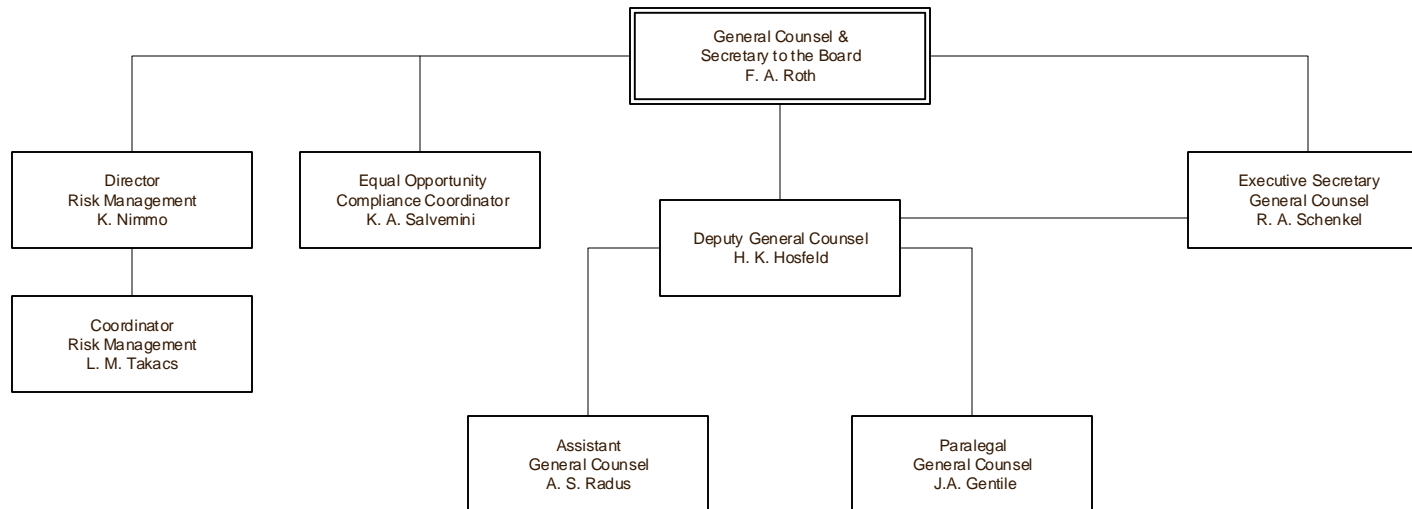 General Counsel &
Secretary to the Board
F. A. Roth
Director
Risk Management
K. Nimmo
Equal Opportunity
Compliance Coordinator
K. A. Salvemini
Executive Secretary
General Counsel
R. A. Schenkel
Deputy General Counsel
H. K. Hosfeld
Coordinator
Risk Management
L. M. Takacs
Assistant
General Counsel
A. S. Radus
Paralegal
General Counsel
J.A. Gentile